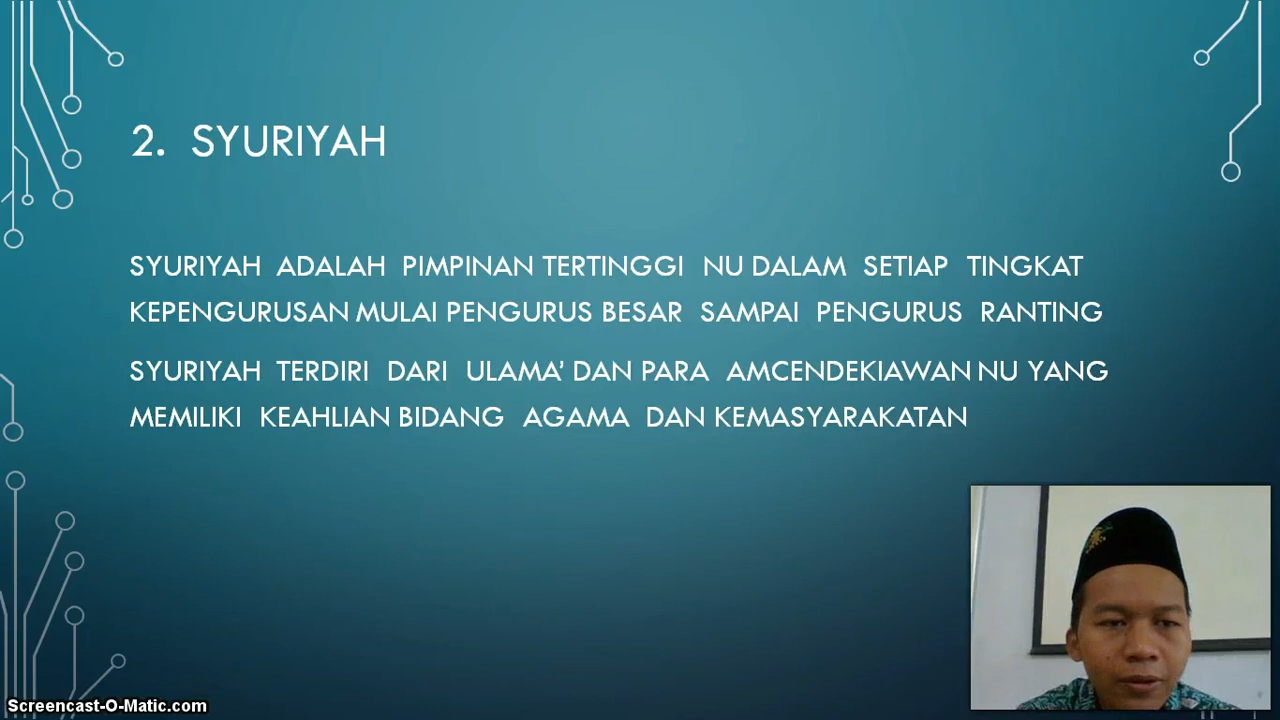 2. SYURIYAH
SYURIYAH ADALAH PIMPINAN TERTINGGI NU DALAM SETIAP TINGKAT
KEPENGURUSAN MULAI PENGURUS BESAR SAMPAI PENGURUS RANTING
SYURIYAH TERDIRI DARI ULAMA’ DAN PARA AMCENDEKIAWAN NU YANG
MEMILIKI KEAHLIAN BIDANG AGAMA DAN KEMASYARAKATAN
Screencast-O-Matic.com